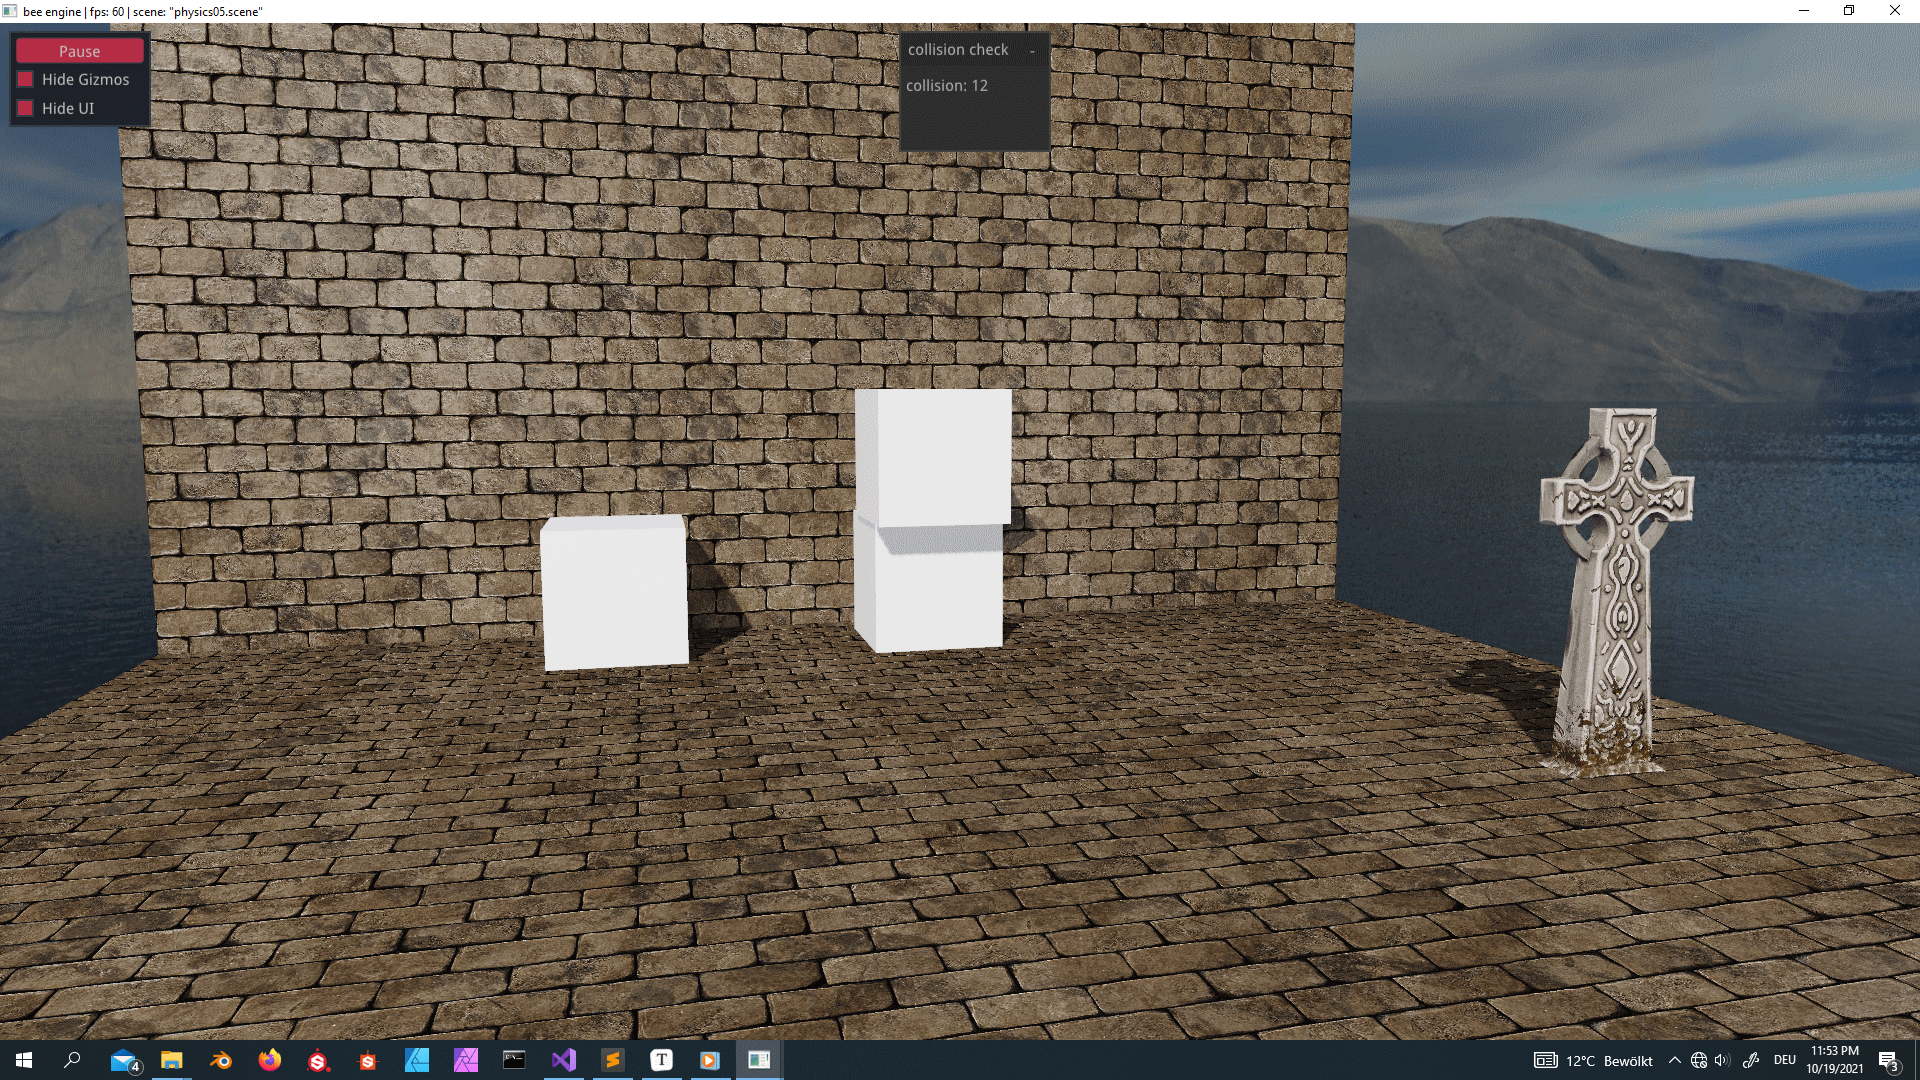 bee engine | fps: 60 | scene: "physics05.scene"
Pause
Hide Gizmos
Hide UI
collision check -
collision: 12
4
T
12°C Bewölkt
DEU
11:53 PM
10/19/2021
3